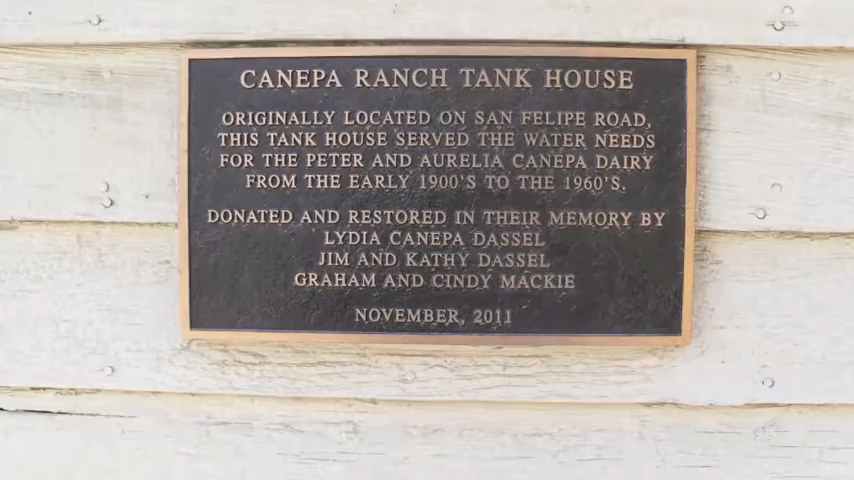 CANEPA RANCH TANK HOUSE
ORIGINALLY LOCATED ON SAN FELIPE ROAD,
THIS TANK HOUSE SERVED THE WATER NEEDS
FOR THE PETER AND AURELIA CANEPA DAIRY
FROM THE EARLY 1900'S TO THE 1960'S.
DONATED AND RESTORED IN THEIR MEMORY BY
LYDIA CANEPA DASSEL
JIM AND KATHY DASSEL
GRAHAM AND CINDY MACKIE
NOVEMBER, 2011